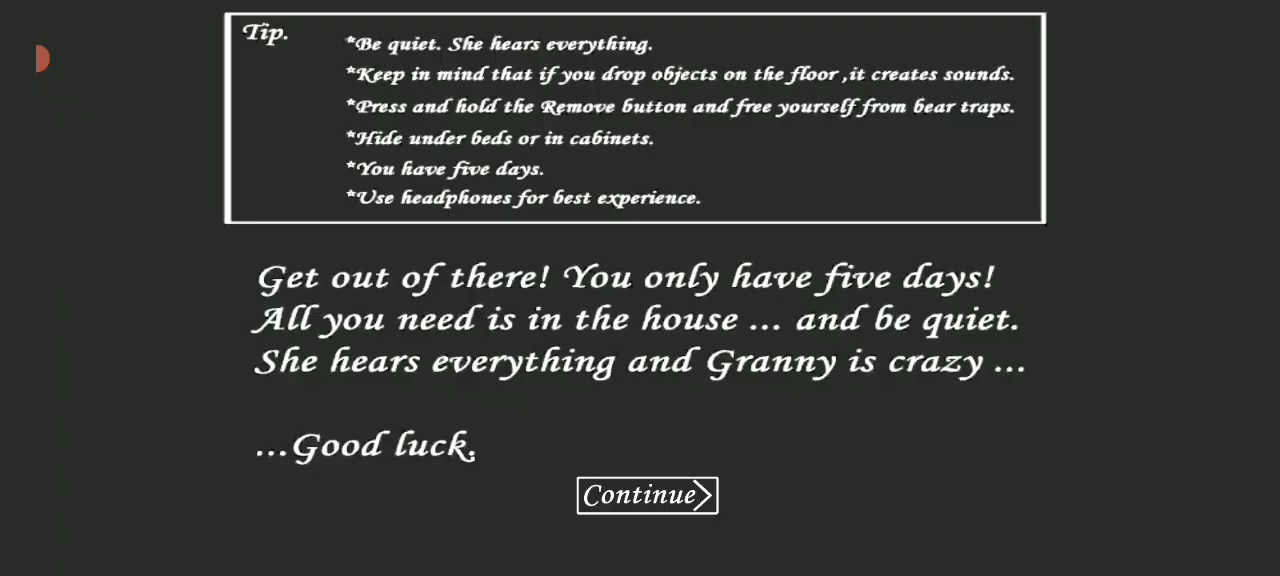 Tip.
*Be quiet. She hears everything.
*Keep in mind that if you drop objects on the floor ,it creates sounds.
*Press and hold the Remove button and free yourself from bear traps.
*Hide under beds or in cabinets.
*You have five days.
*Use headphones for best experience.
Get out of there! You only have five days!
All you need is in the house ... and be quiet.
She hears everything and Granny is crazy ...
...Good luck.
Continue